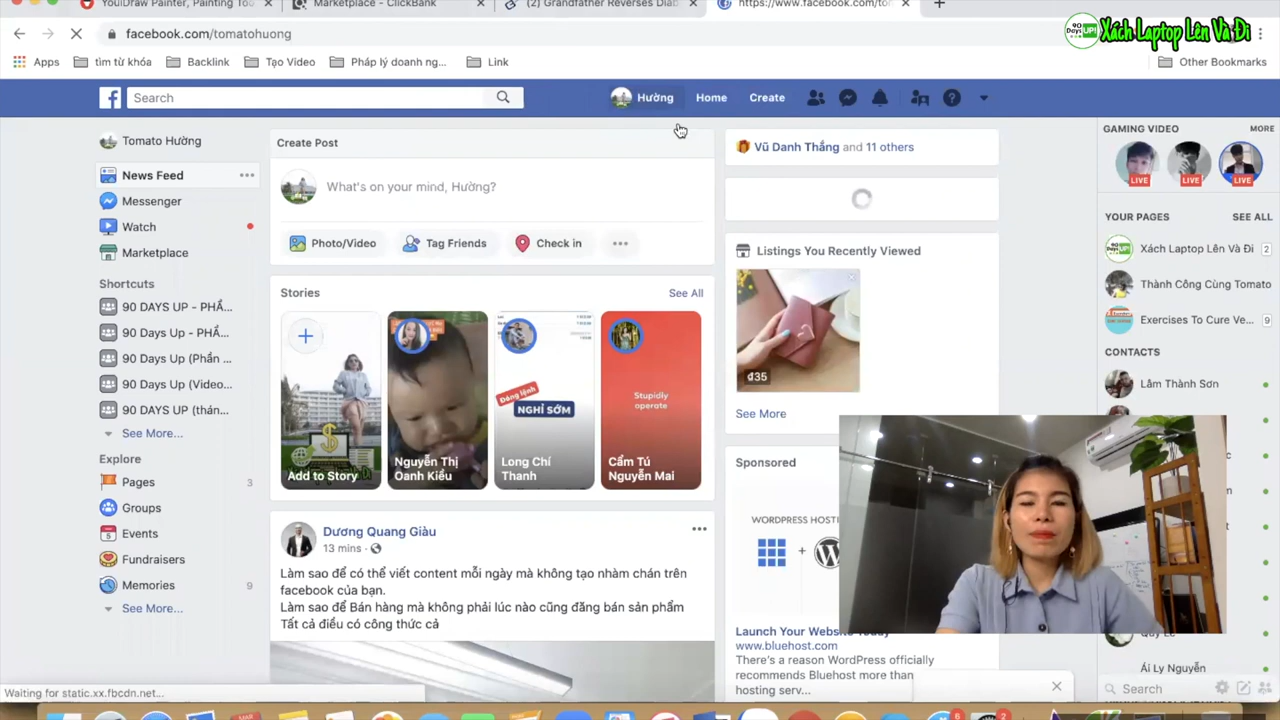 YouiDraw Painter, Painting You
Marketplace - ClickBank
(2) Grandfather Reverses Diab
https://www.facebook.com/tom
90 Days UP! Xách Laptop Lên Và Đi
facebook.com/tomatohuong
Apps
tìm từ khóa
Backlink
Tạo Video
Pháp lý doanh ng...
Link
Other Bookmarks
Search
Hường
Home
Create
Tomato Hường
News Feed
Messenger
Watch
Marketplace
Shortcuts
90 DAYS UP - PHẦ...
90 Days Up - PHẦ...
90 Days Up (Phần ...
90 Days Up (Video...
90 DAYS UP (thán...
See More...
Explore
Pages 3
Groups
Events
Fundraisers
Memories 9
See More...
Create Post
What's on your mind, Hường?
Photo/Video
Tag Friends
Check in
Stories
See All
Add to Story
Nguyễn Thị
Oanh Kiều
Đóng lệnh
NGHỈ SỚM
Long Chí
Thanh
Stupidly
operate
Cẩm Tú
Nguyễn Mai
Dương Quang Giàu
13 mins
Làm sao để có thể viết content mỗi ngày mà không tạo nhàm chán trên
facebook của bạn.
Làm sao để Bán hàng mà không phải lúc nào cũng đăng bán sản phẩm
Tất cả điều có công thức cả
Vũ Danh Thắng and 11 others
Listings You Recently Viewed
₫35
See More
Sponsored
WORDPRESS HOSTI
Launch Your Website Today
www.bluehost.com
There's a reason WordPress officially
recommends Bluehost more than
hosting serv...
GAMING VIDEO
MORE
LIVE
LIVE
LIVE
YOUR PAGES
SEE ALL
Xách Laptop Lên Và Đi 2
Thành Công Cùng Tomato
Exercises To Cure Ve... 9
CONTACTS
Lâm Thành Sơn
Ái Ly Nguyễn
Search
Waiting for static.xx.fbcdn.net...